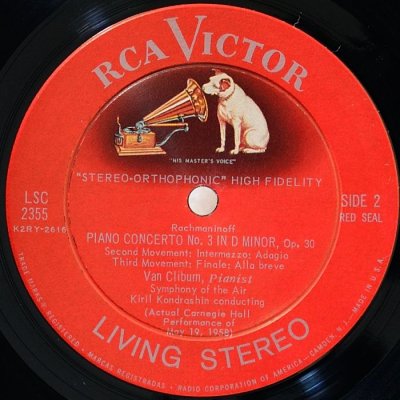 RCA VICTOR
"HIS MASTER'S VOICE"
"STEREO-ORTHOPHONIC" HIGH FIDELITY
LSC
2355
K2RY-2616
SIDE 2
RED SEAL
Rachmaninoff
PIANO CONCERTO No. 3 IN D MINOR, Op. 30
Second Movement: Intermezzo; Adagio
Third Movement: Finale; Alla breve
Van Cliburn, Pianist
Symphony of the Air
Kiril Kondrashin conducting
(Actual Carnegie Hall
Performance of
May 19, 1958)
LIVING STEREO
TMK(S) ® REGISTERED • MARCAS REGISTRADAS • RADIO CORPORATION OF AMERICA — CAMDEN, N.J. • MADE IN U.S.A.